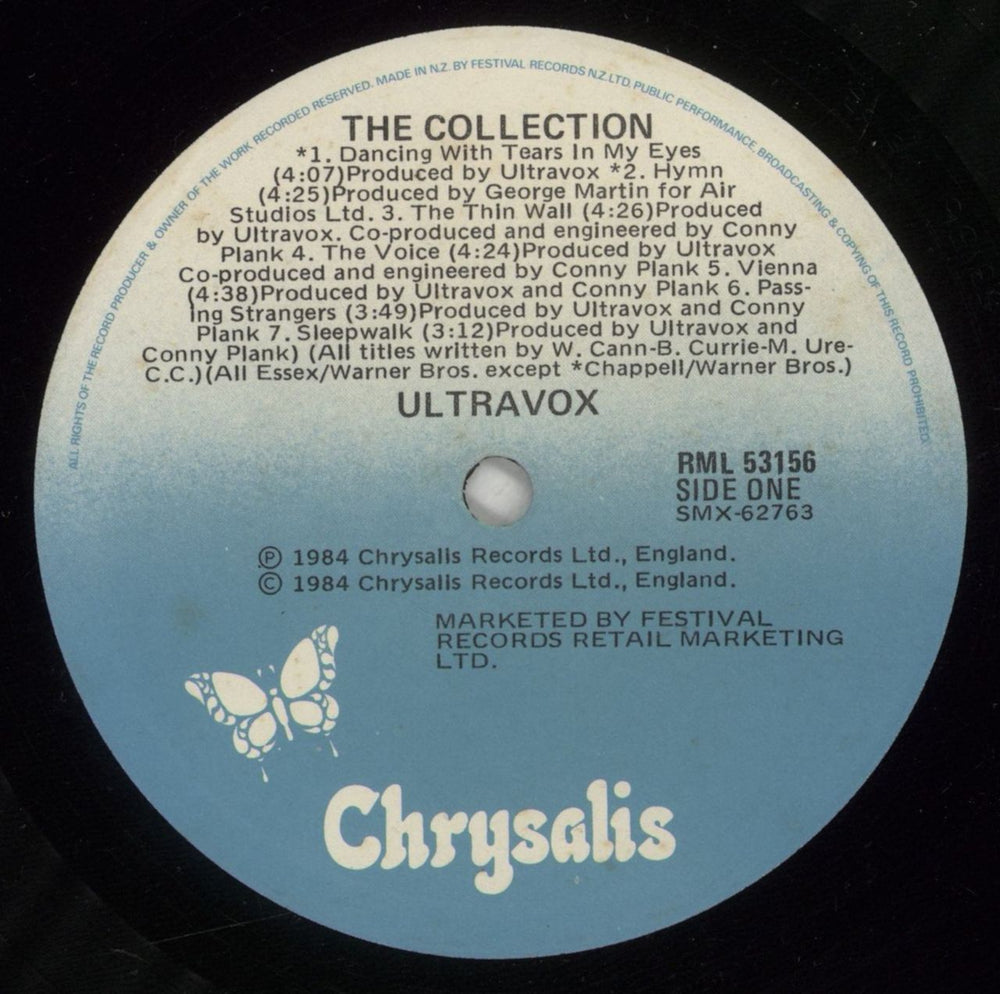 ALL RIGHTS OF THE RECORD PRODUCER & OWNER OF THE WORK RECORDED RESERVED. MADE IN N.Z. BY FESTIVAL RECORDS N.Z. LTD. PUBLIC PERFORMANCE, BROADCASTING & COPYING OF THIS RECORD PROHIBITED
THE COLLECTION
*1. Dancing With Tears In My Eyes
(4:07)Produced by Ultravox *2. Hymn
(4:25)Produced by George Martin for Air
Studios Ltd. 3. The Thin Wall (4:26)Produced
by Ultravox. Co-produced and engineered by Conny
Plank 4. The Voice (4:24)Produced by Ultravox
Co-produced and engineered by Conny Plank 5. Vienna
(4:38)Produced by Ultravox and Conny Plank 6. Pass-
ing Strangers (3:49)Produced by Ultravox and Conny
Plank 7. Sleepwalk (3:12)Produced by Ultravox and
Conny Plank) (All titles written by W. Cann-B. Currie-M. Ure-
C.C.)(All Essex/Warner Bros. except *Chappell/Warner Bros.)
ULTRAVOX
RML 53156
SIDE ONE
SMX-62763
Ⓟ 1984 Chrysalis Records Ltd., England.
© 1984 Chrysalis Records Ltd., England.
MARKETED BY FESTIVAL
RECORDS RETAIL MARKETING
LTD.
Chrysalis